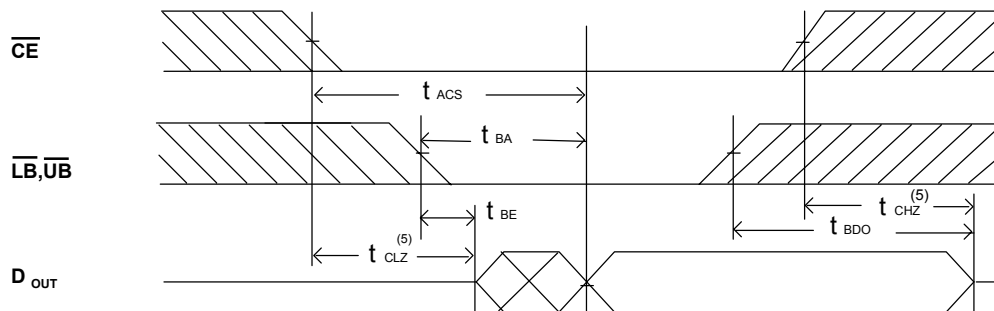 CE
t ACS
t BA
LB,UB
t CHZ (5)
t BE
t BDO
t CLZ (5)
D OUT